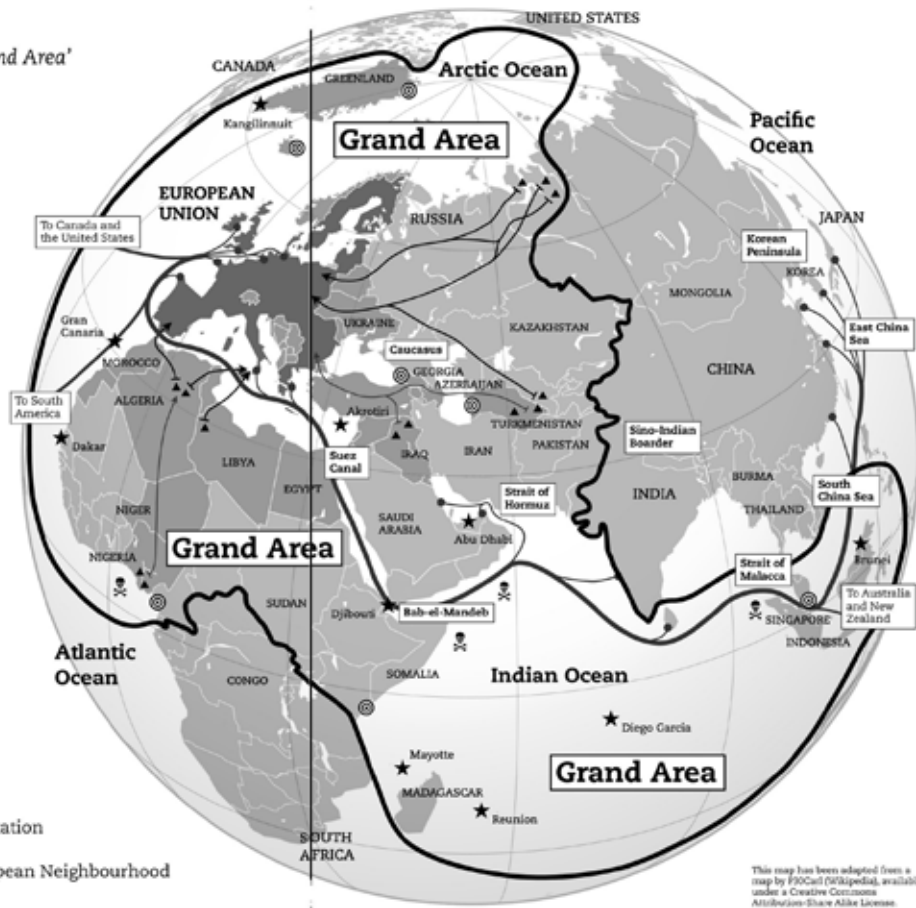 nd Area'
UNITED STATES
CANADA
GREENLAND
Arctic Ocean
Kangilinnuit
Grand Area
Pacific
Ocean
EUROPEAN
UNION
RUSSIA
JAPAN
To Canada and
the United States
Korean
Peninsula
KOREA
MONGOLIA
Gran
Canaria
UKRAINE
KAZAKHSTAN
East China
Sea
MOROCCO
Caucasus
GEORGIA
AZERBAIJAN
CHINA
To South
America
ALGERIA
Akrotiri
TURKMENISTAN
Dakar
Suez
Canal
IRAQ
IRAN
PAKISTAN
Sino-Indian
Boarder
LIBYA
EGYPT
Strait of
Hormuz
INDIA
BURMA
South
China Sea
NIGER
SAUDI
ARABIA
Abu Dhabi
THAILAND
NIGERIA
Grand Area
Strait of
Malacca
Brunei
SUDAN
Djibouti
Bab-el-Mandeb
To Australia
and New
Zealand
SINGAPORE
INDONESIA
Atlantic
Ocean
SOMALIA
Indian Ocean
CONGO
Diego Garcia
Mayotte
Grand Area
MADAGASCAR
Reunion
ation
SOUTH
AFRICA
pean Neighbourhood
This map has been adapted from a
map by (Wikipedia), availabl
under a Creative Commons
Attribution-Share Alike License.